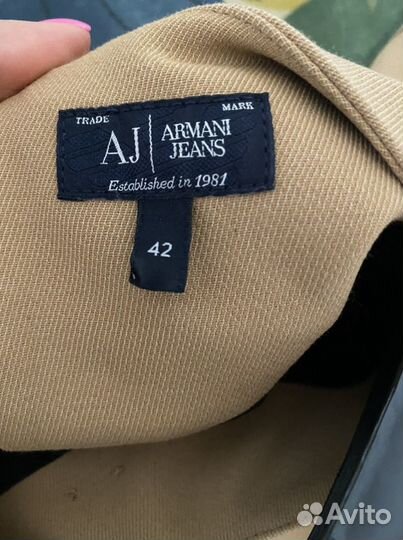 TRADE MARK
AJ ARMANI
JEANS
Established in 1981
42
Avito